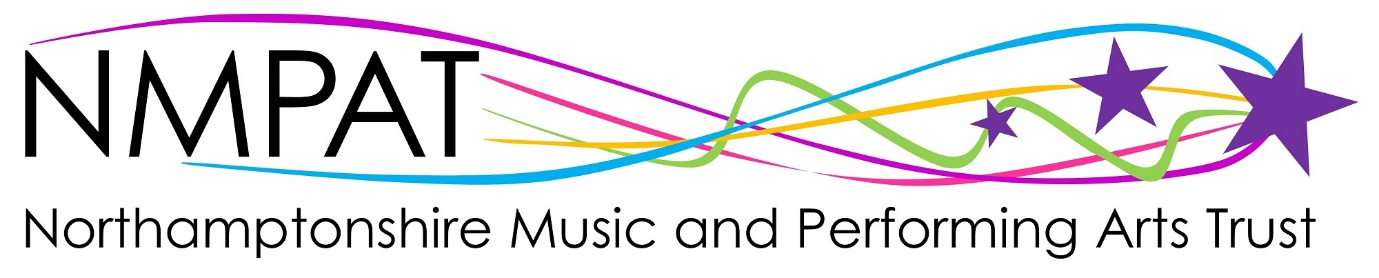 NMPAT
Northamptonshire Music and Performing Arts Trust